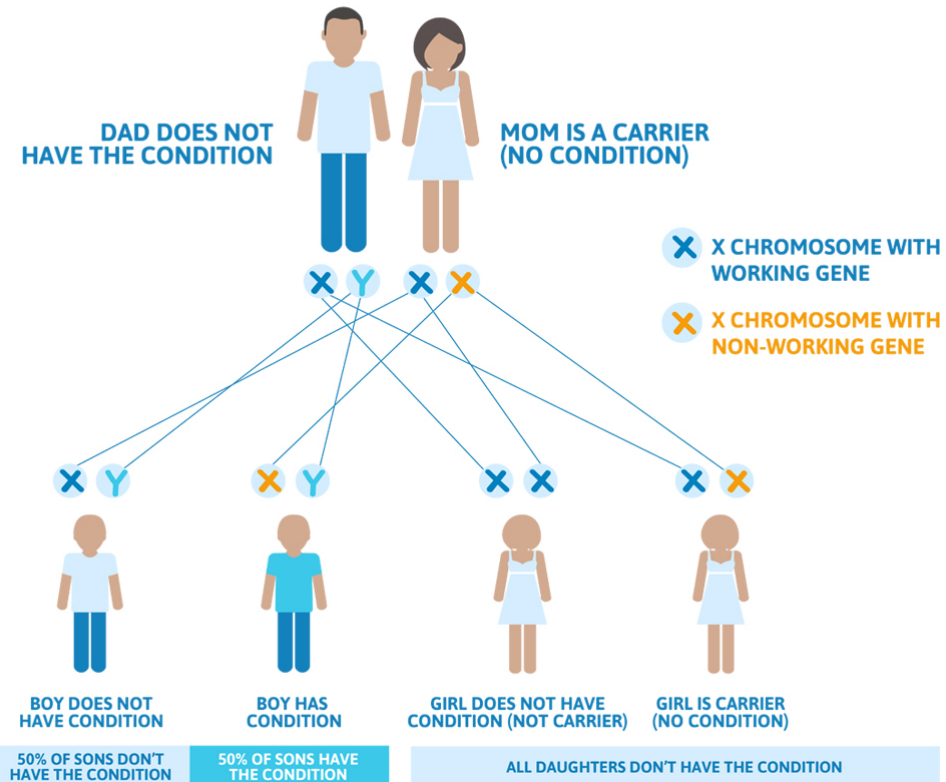 DAD DOES NOT
HAVE THE CONDITION
MOM IS A CARRIER
(NO CONDITION)
X X CHROMOSOME WITH
WORKING GENE
X X CHROMOSOME WITH
NON-WORKING GENE
X Y X X
X Y X Y X X X X
BOY DOES NOT
HAVE CONDITION
BOY HAS
CONDITION
GIRL DOES NOT HAVE
CONDITION (NOT CARRIER)
GIRL IS CARRIER
(NO CONDITION)
50% OF SONS DON'T
HAVE THE CONDITION
50% OF SONS HAVE
THE CONDITION
ALL DAUGHTERS DON'T HAVE THE CONDITION